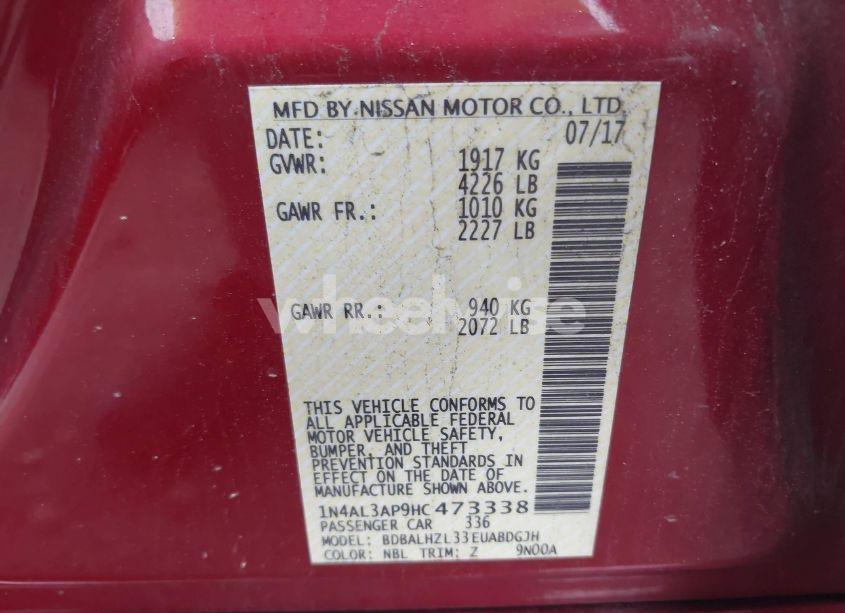 MFD BY NISSAN MOTOR CO., LTD.
DATE: 07/17
GVWR: 1917 KG
4226 LB
GAWR FR.: 1010 KG
2227 LB
wheelwise
GAWR RR.: 940 KG
2072 LB
THIS VEHICLE CONFORMS TO
ALL APPLICABLE FEDERAL
MOTOR VEHICLE SAFETY,
BUMPER, AND THEFT
PREVENTION STANDARDS IN
EFFECT ON THE DATE OF
MANUFACTURE SHOWN ABOVE.
1N4AL3AP9HC473338
PASSENGER CAR 336
MODEL: BDBALHZL33EUABDGJH
COLOR: NBL TRIM: Z 9N00A